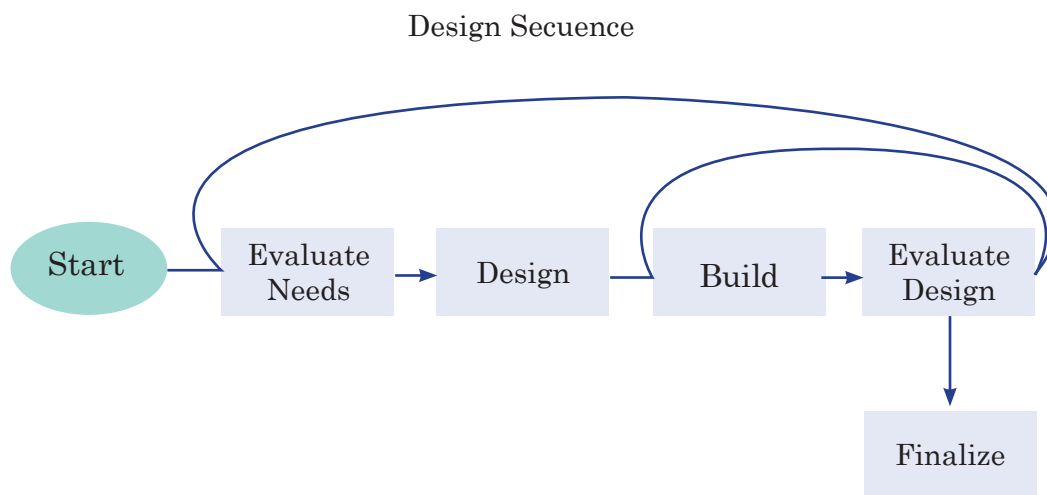 Design Secuence
Start
Evaluate
Needs
Design
Build
Evaluate
Design
Finalize